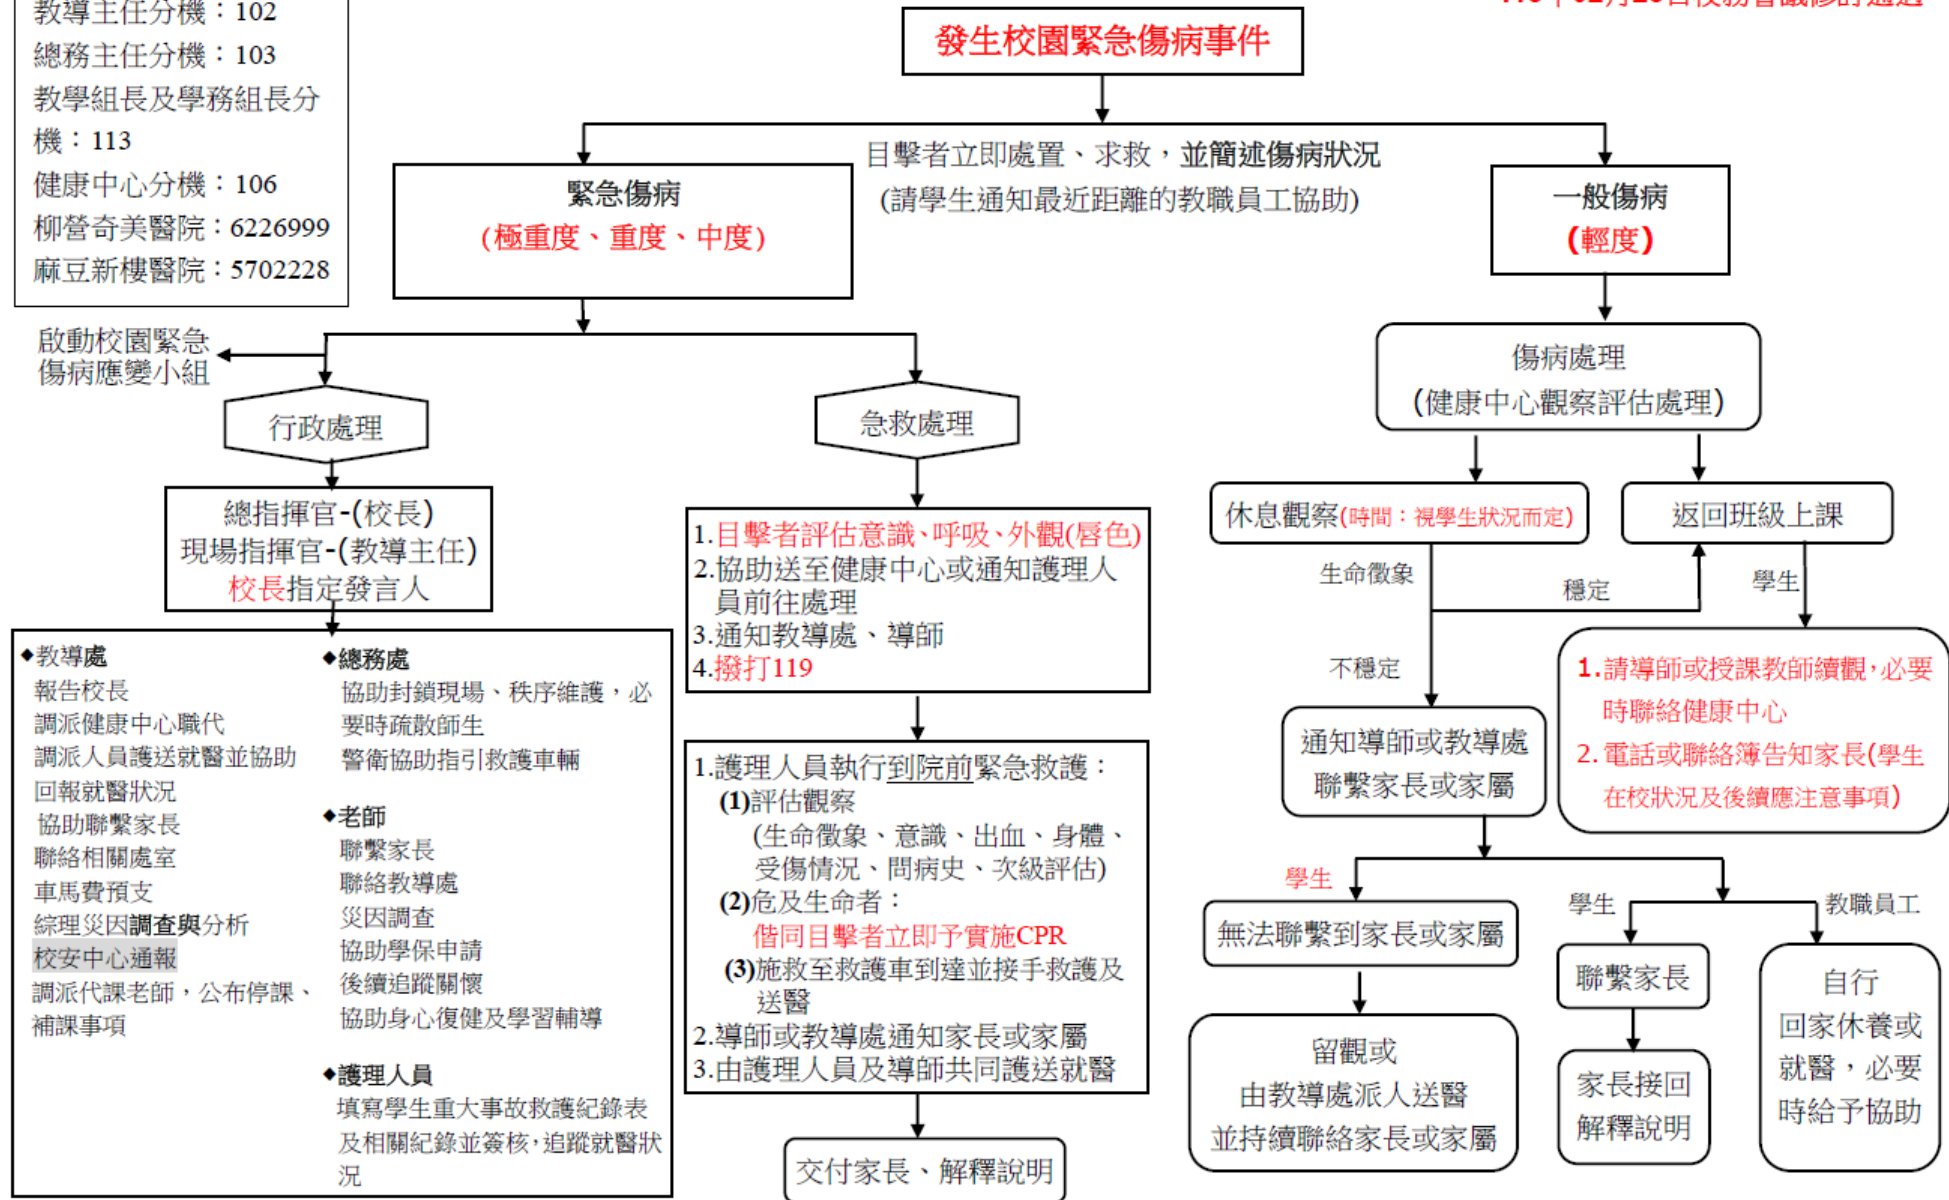 教導主任分機：102
總務主任分機：103
教學組長及學務組長分
機：113
健康中心分機：106
柳營奇美醫院：6226999
麻豆新樓醫院：5702228
發生校園緊急傷病事件
目擊者立即處置、求救，並簡述傷病狀況
(請學生通知最近距離的教職員工協助)
緊急傷病
(極重度、重度、中度)
一般傷病
(輕度)
啟動校園緊急
傷病應變小組
行政處理
急救處理
傷病處理
(健康中心觀察評估處理)
總指揮官-(校長)
現場指揮官-(教導主任)
校長指定發言人
◆教導處
報告校長
調派健康中心職代
調派人員護送就醫並協助
回報就醫狀況
協助聯繫家長
聯絡相關處室
車馬費預支
綜理災因調查與分析
校安中心通報
調派代課老師，公布停課、
補課事項
◆總務處
協助封鎖現場、秩序維護，必
要時疏散師生
警衛協助指引救護車輛
◆老師
聯繫家長
聯絡教導處
災因調查
協助學保申請
後續追蹤關懷
協助身心復健及學習輔導
◆護理人員
填寫學生重大事故救護紀錄表
及相關紀錄並簽核，追蹤就醫狀
況
1.目擊者評估意識、呼吸、外觀(唇色)
2.協助送至健康中心或通知護理人
員前往處理
3.通知教導處、導師
4.撥打119
1.護理人員執行到院前緊急救護：
(1)評估觀察
(生命徵象、意識、出血、身體、
受傷情況、問病史、次級評估)
(2)危及生命者：
偕同目擊者立即予實施CPR
(3)施救至救護車到達並接手救護及
送醫
2.導師或教導處通知家長或家屬
3.由護理人員及導師共同護送就醫
交付家長、解釋說明
休息觀察(時間：視學生狀況而定)
返回班級上課
生命徵象
穩定
學生
不穩定
通知導師或教導處
聯繫家長或家屬
1.請導師或授課教師續觀，必要
時聯絡健康中心
2.電話或聯絡簿告知家長(學生
在校狀況及後續應注意事項)
學生
無法聯繫到家長或家屬
留觀或
由教導處派人送醫
並持續聯絡家長或家屬
學生
聯繫家長
家長接回
解釋說明
教職員工
自行
回家休養或
就醫，必要
時給予協助